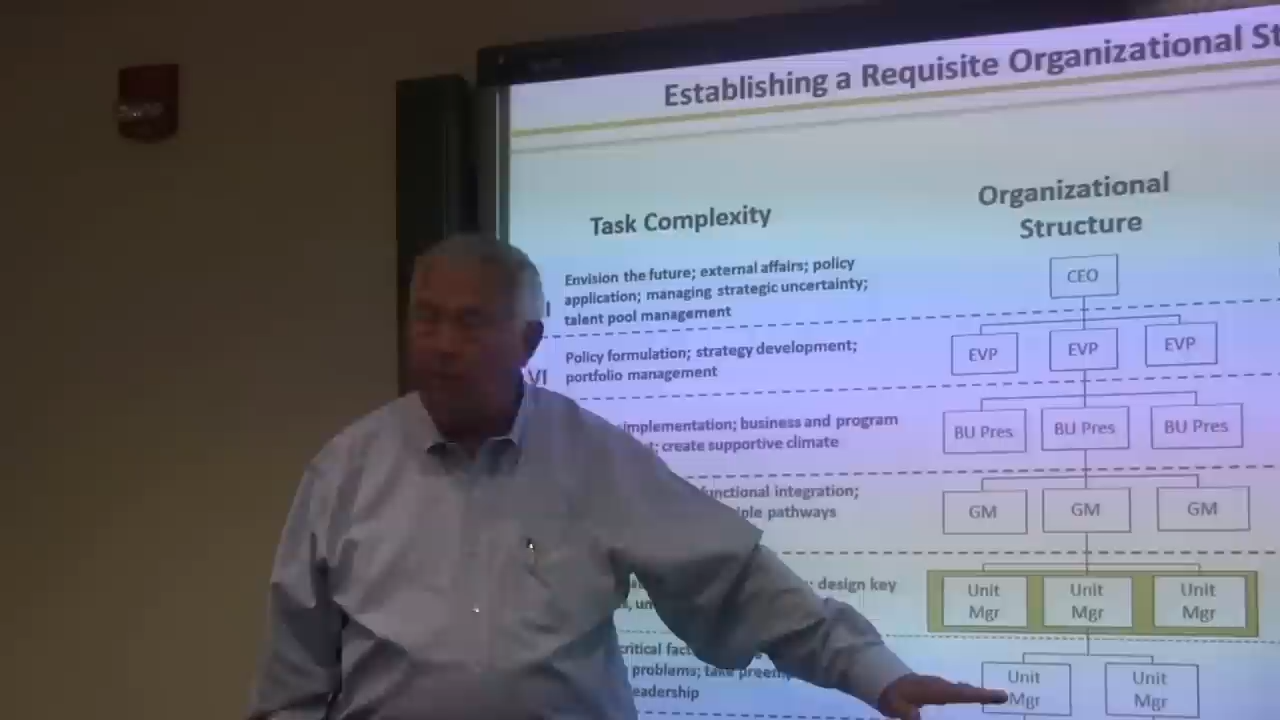 Establishing a Requisite Organizational
Task Complexity
Organizational
Structure
Envision the future; external affairs; policy
application; managing strategic uncertainty;
talent pool management
CEO
VI
Policy formulation; strategy development;
portfolio management
EVP
EVP
EVP
implementation; business and program
create supportive climate
BU Pres
BU Pres
BU Pres
integration;
pathways
GM
GM
GM
design key
Unit
Mgr
Unit
Mgr
Unit
Mgr
critical
problems; take
Unit
Mgr
Unit
Mgr